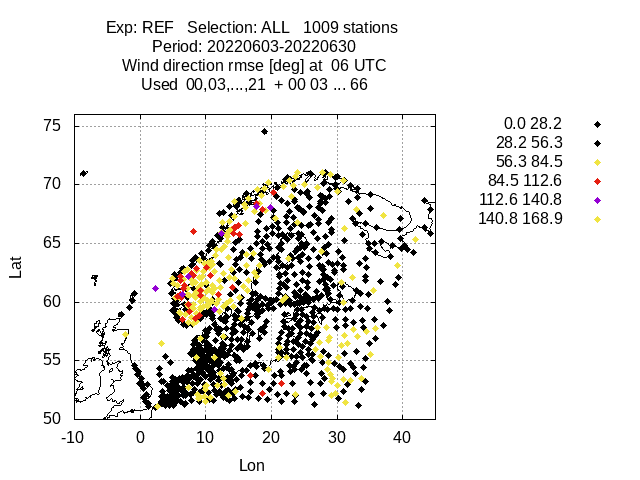 Exp: REF   Selection: ALL   1009 stations
Period: 20220603-20220630
Wind direction rmse [deg] at  06 UTC
Used  00,03,...,21  + 00 03 ... 66
0.0 28.2
28.2 56.3
56.3 84.5
84.5 112.6
112.6 140.8
140.8 168.9
75
70
65
60
55
50
Lat
-10 0 10 20 30 40
Lon